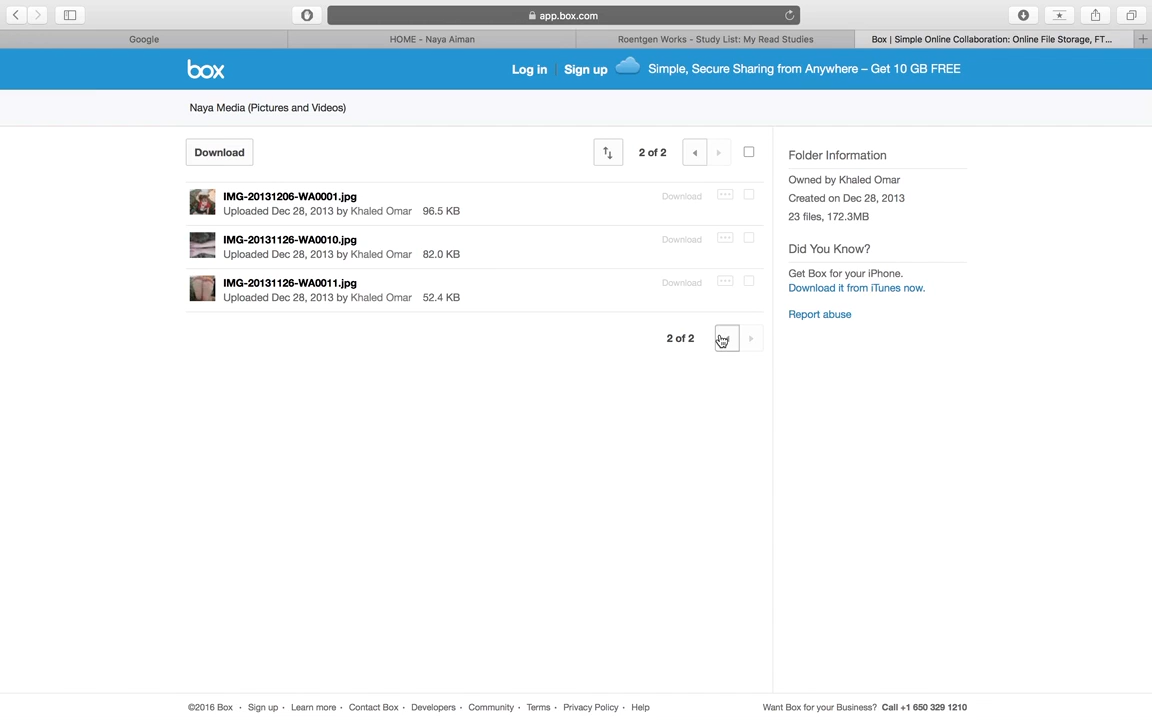 app.box.com
Google
HOME - Naya Aiman
Roentgen Works - Study List: My Read Studies
Box | Simple Online Collaboration: Online File Storage, FT...
box
Log in
Sign up
Simple, Secure Sharing from Anywhere – Get 10 GB FREE
Naya Media (Pictures and Videos)
Download
2 of 2
IMG-20131206-WA0001.jpg
Uploaded Dec 28, 2013 by Khaled Omar 96.5 KB
Download
IMG-20131126-WA0010.jpg
Uploaded Dec 28, 2013 by Khaled Omar 82.0 KB
Download
IMG-20131126-WA0011.jpg
Uploaded Dec 28, 2013 by Khaled Omar 52.4 KB
Download
2 of 2
Folder Information
Owned by Khaled Omar
Created on Dec 28, 2013
23 files, 172.3MB
Did You Know?
Get Box for your iPhone.
Download it from iTunes now.
Report abuse
©2016 Box · Sign up · Learn more · Contact Box · Developers · Community · Terms · Privacy Policy · Help
Want Box for your Business? Call +1 650 329 1210